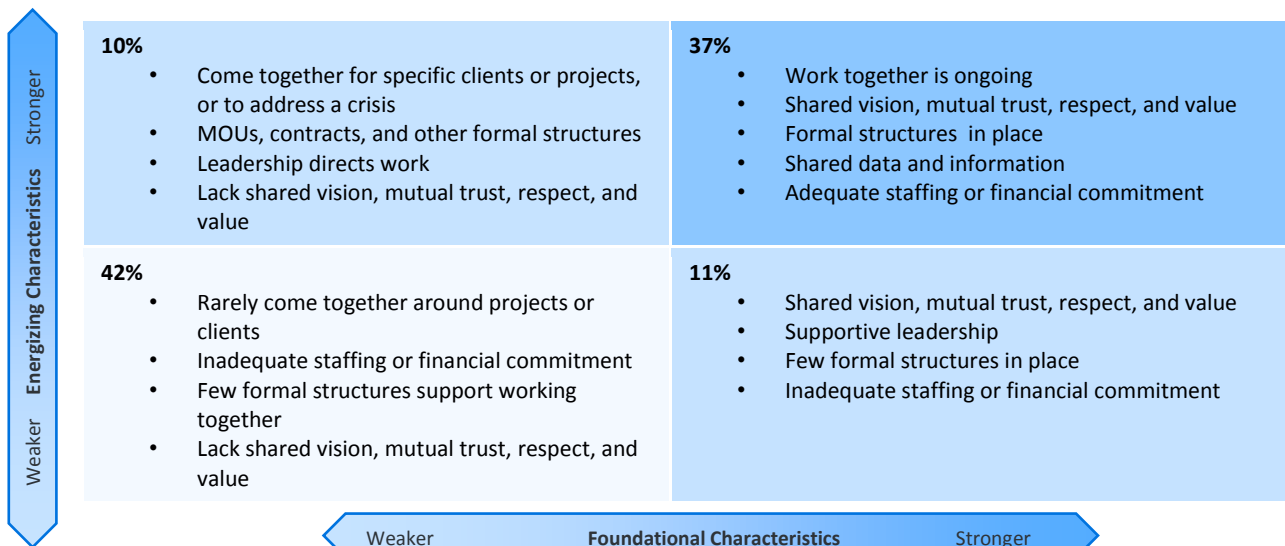 Weaker Energizing Characteristics Stronger
10%
• Come together for specific clients or projects,
or to address a crisis
• MOUs, contracts, and other formal structures
• Leadership directs work
• Lack shared vision, mutual trust, respect, and
value
37%
• Work together is ongoing
• Shared vision, mutual trust, respect, and value
• Formal structures in place
• Shared data and information
• Adequate staffing or financial commitment
42%
• Rarely come together around projects or
clients
• Inadequate staffing or financial commitment
• Few formal structures support working
together
• Lack shared vision, mutual trust, respect, and
value
11%
• Shared vision, mutual trust, respect, and value
• Supportive leadership
• Few formal structures in place
• Inadequate staffing or financial commitment
Weaker Foundational Characteristics Stronger